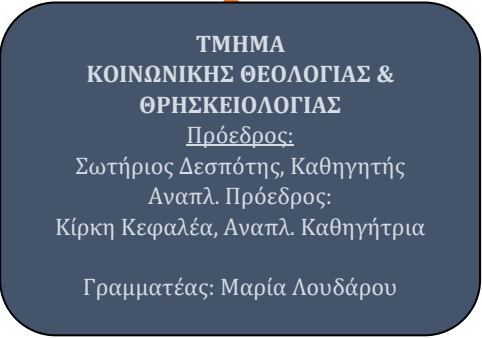 ΤΜΗΜΑ
ΚΟΙΝΩΝΙΚΗΣ ΘΕΟΛΟΓΙΑΣ &
ΘΡΗΣΚΕΙΟΛΟΓΙΑΣ
Πρόεδρος:
Σωτήριος Δεσπότης, Καθηγητής
Αναπλ. Πρόεδρος:
Κίρκη Κεφαλέα, Αναπλ. Καθηγήτρια
Γραμματέας: Μαρία Λουδάρου